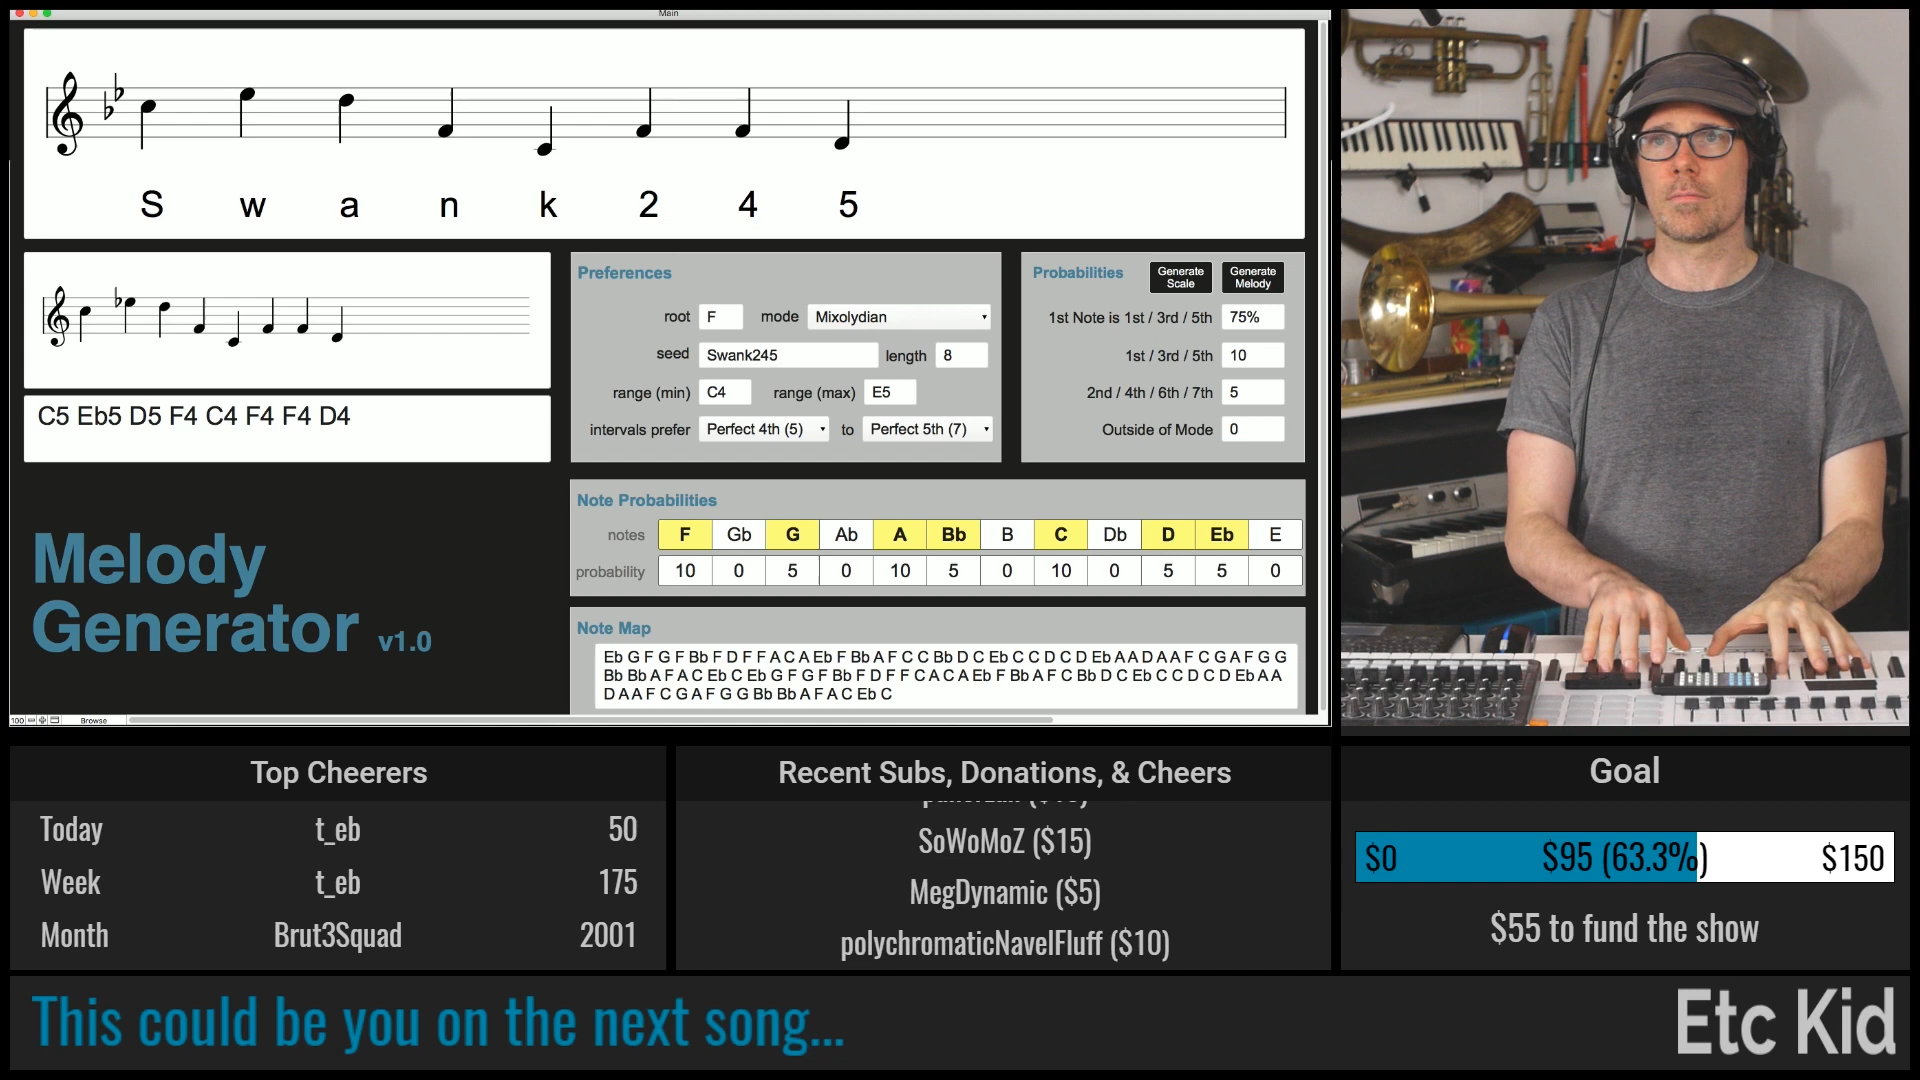 Main
S w a n k 2 4 5
C5 Eb5 D5 F4 C4 F4 F4 D4
Melody
Generator v1.0
Preferences
root F mode Mixolydian
seed Swank245 length 8
range (min) C4 range (max) E5
intervals prefer Perfect 4th (5) to Perfect 5th (7)
Probabilities
Generate Scale
Generate Melody
1st Note is 1st / 3rd / 5th 75%
1st / 3rd / 5th 10
2nd / 4th / 6th / 7th 5
Outside of Mode 0
Note Probabilities
notes F Gb G Ab A Bb B C Db D Eb E
probability 10 0 5 0 10 5 0 10 0 5 5 0
Note Map
Eb G F G F Bb F D F F A C A Eb F Bb A F C C Bb D C Eb C C D C D Eb A A D A A F C G A F G G
Bb Bb A F A C Eb C Eb G F G F Bb F D F F C A C A Eb F Bb A F C Bb D C Eb C C D C D Eb A A
D A A F C G A F G G Bb Bb A F A C Eb C
100 Browse
Top Cheerers
Today t_eb 50
Week t_eb 175
Month Brut3Squad 2001
Recent Subs, Donations, & Cheers
SoWoMoZ ($15)
MegDynamic ($5)
polychromaticNavelFluff ($10)
Goal
$0 $95 (63.3%) $150
$55 to fund the show
This could be you on the next song...
Etc Kid